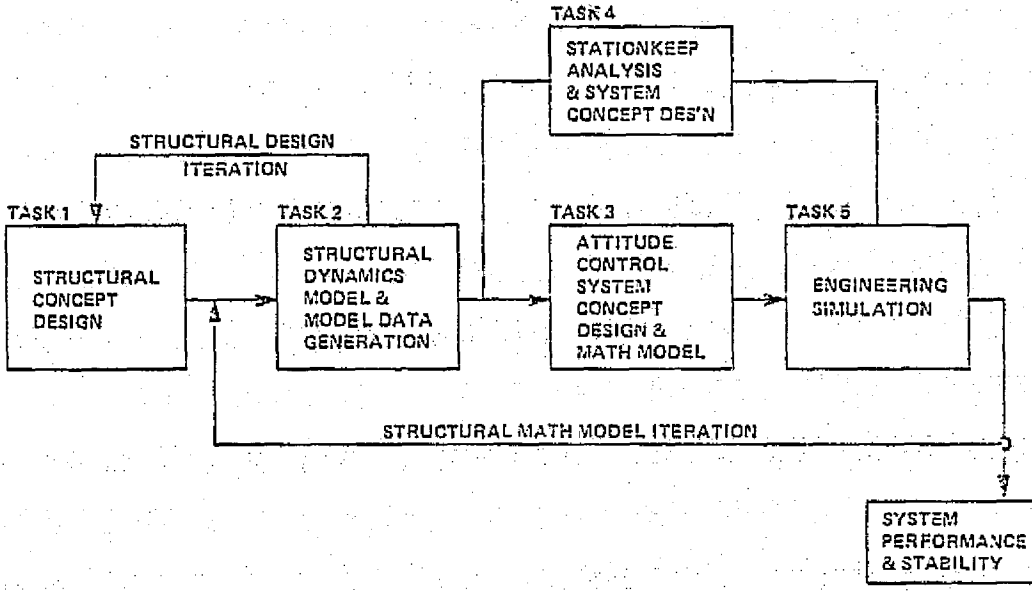 TASK 4
STATIONKEEP
ANALYSIS
& SYSTEM
CONCEPT DES'N
STRUCTURAL DESIGN
ITERATION
TASK 1
STRUCTURAL
CONCEPT
DESIGN
TASK 2
STRUCTURAL
DYNAMICS
MODEL &
MODEL DATA
GENERATION
TASK 3
ATTITUDE
CONTROL
SYSTEM
CONCEPT
DESIGN &
MATH MODEL
TASK 5
ENGINEERING
SIMULATION
STRUCTURAL MATH MODEL ITERATION
SYSTEM
PERFORMANCE
& STABILITY